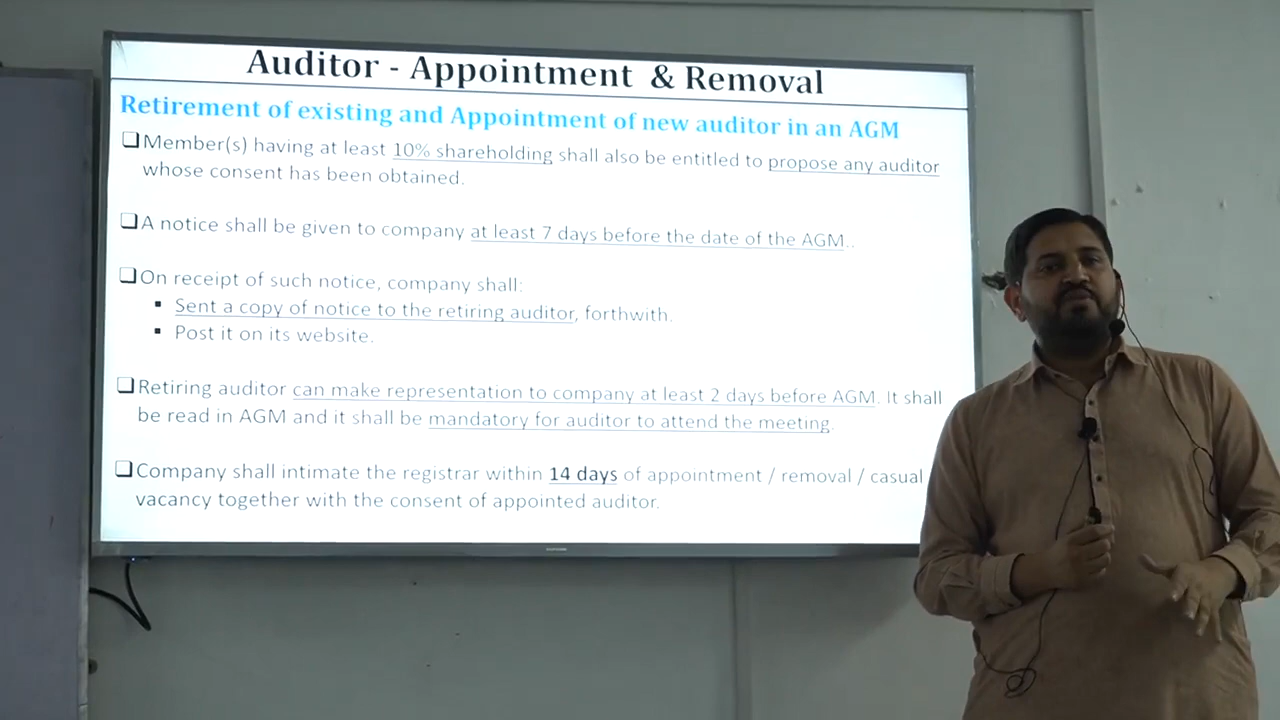 Auditor - Appointment & Removal
Retirement of existing and Appointment of new auditor in an AGM
❑Member(s) having at least 10% shareholding shall also be entitled to propose any auditor
whose consent has been obtained.
❑A notice shall be given to company at least 7 days before the date of the AGM..
❑On receipt of such notice, company shall:
▪ Sent a copy of notice to the retiring auditor, forthwith.
▪ Post it on its website.
❑Retiring auditor can make representation to company at least 2 days before AGM. It shall
be read in AGM and it shall be mandatory for auditor to attend the meeting.
❑Company shall intimate the registrar within 14 days of appointment / removal / casual
vacancy together with the consent of appointed auditor.